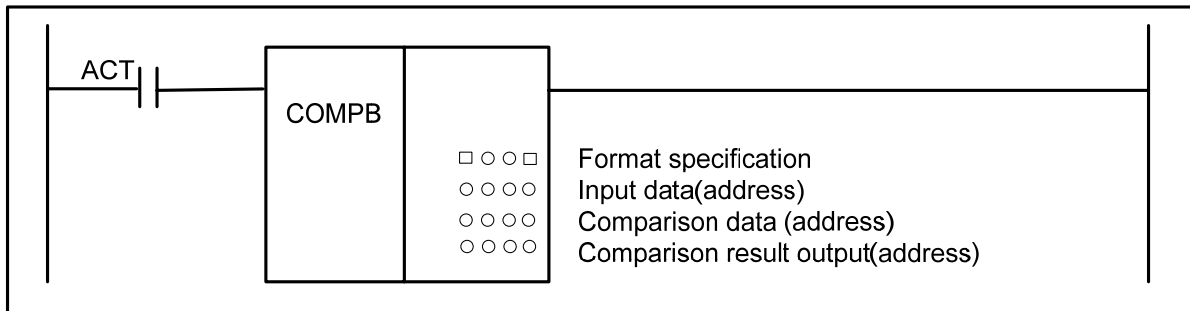 ACT
COMPB
□○○□ Format specification
○○○○ Input data(address)
○○○○ Comparison data (address)
○○○○ Comparison result output(address)